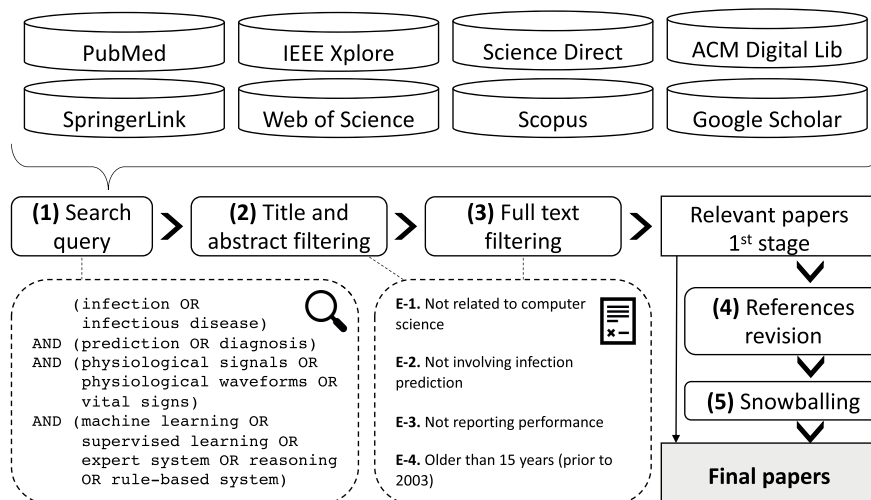 PubMed
IEEE Xplore
Science Direct
ACM Digital Lib
SpringerLink
Web of Science
Scopus
Google Scholar
(1) Search
query
(2) Title and
abstract filtering
(3) Full text
filtering
Relevant papers
1st stage
(infection OR
infectious disease)
AND (prediction OR diagnosis)
AND (physiological signals OR
physiological waveforms OR
vital signs)
AND (machine learning OR
supervised learning OR
expert system OR reasoning
OR rule-based system)
E-1. Not related to computer
science
E-2. Not involving infection
prediction
E-3. Not reporting performance
E-4. Older than 15 years (prior to
2003)
(4) References
revision
(5) Snowballing
Final papers